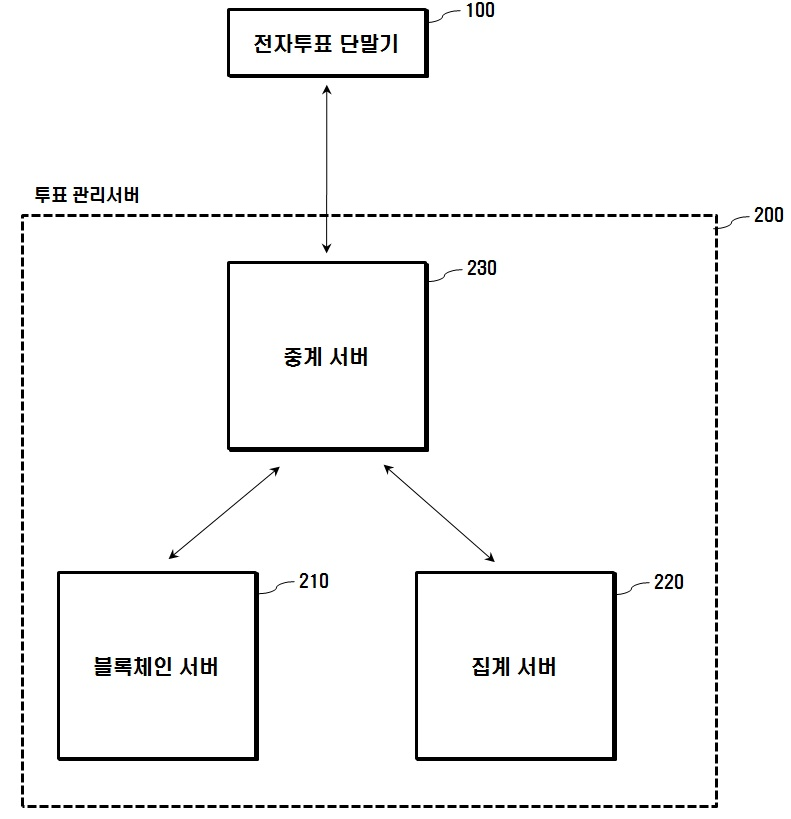 100
전자투표 단말기
투표 관리서버
200
230
중계 서버
210
220
블록체인 서버
집계 서버